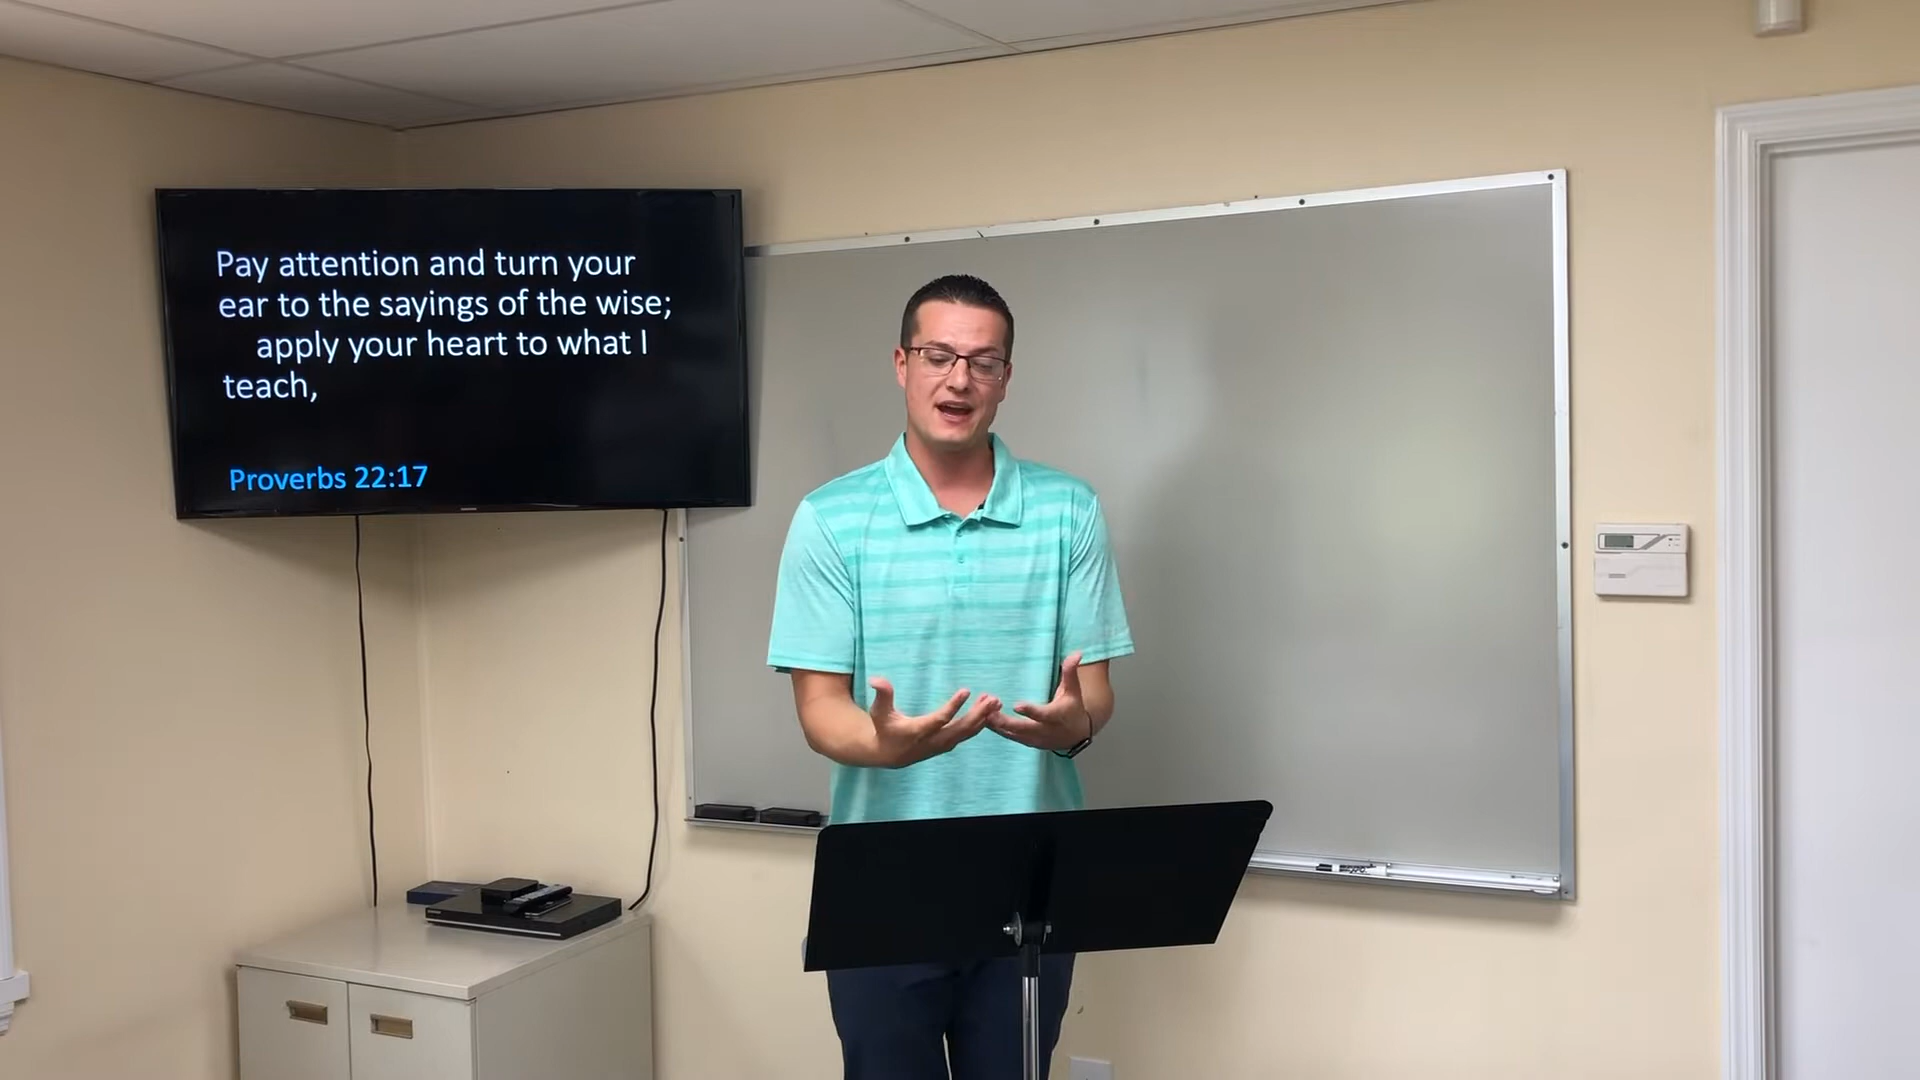 Pay attention and turn your
ear to the sayings of the wise;
apply your heart to what I
teach,
Proverbs 22:17